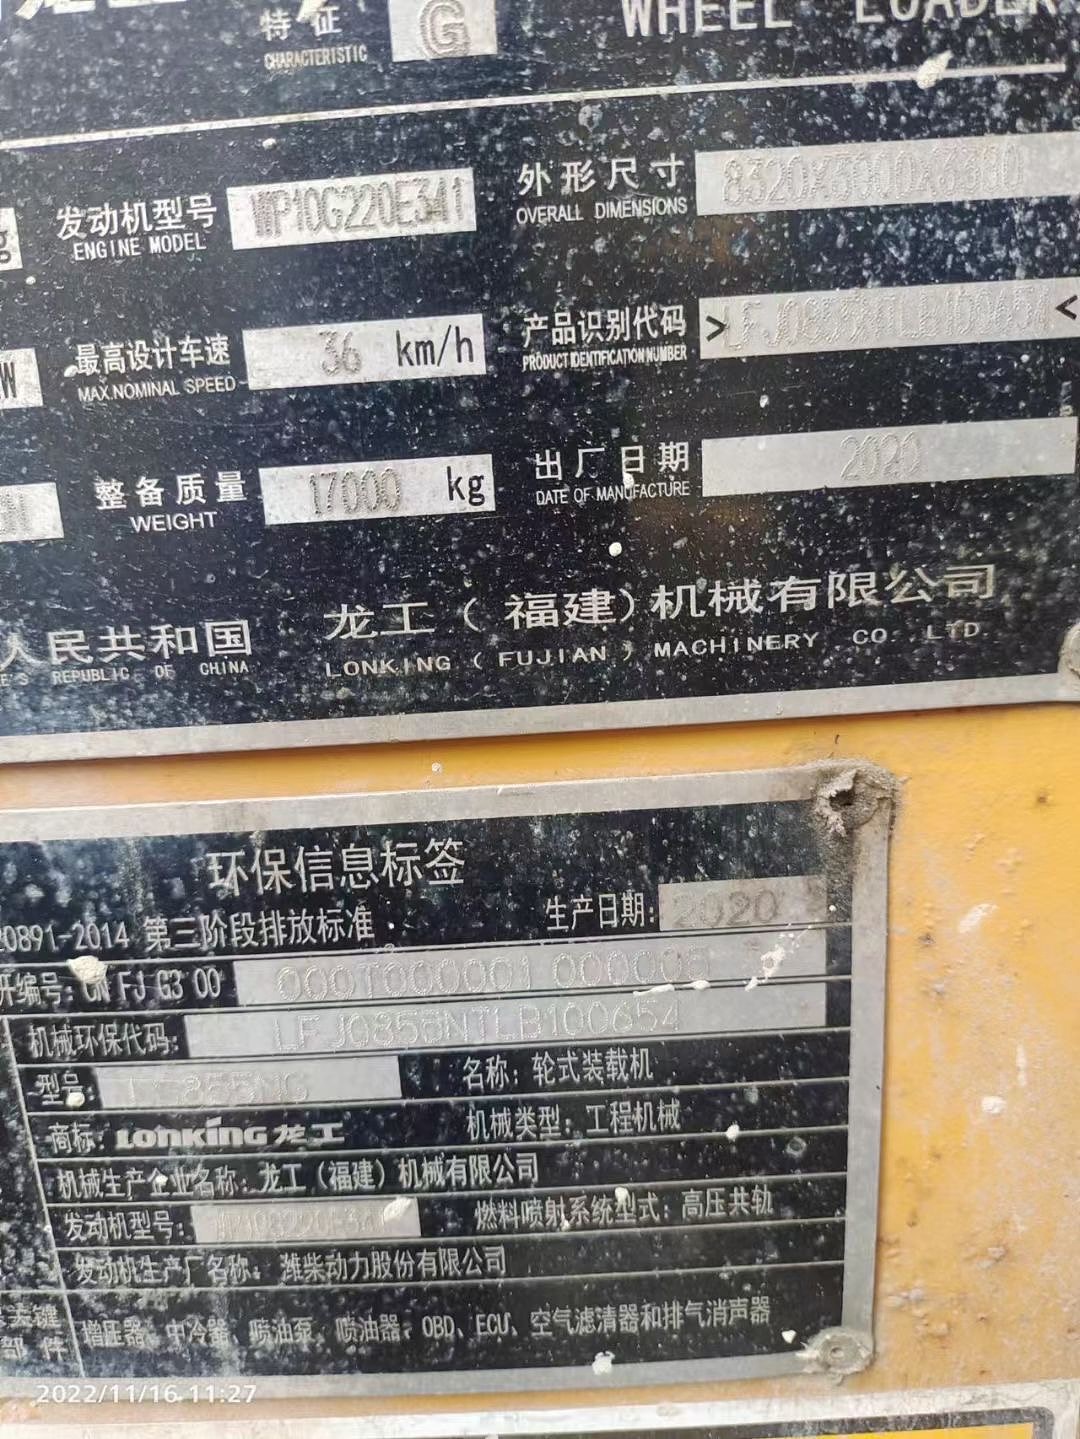 特征 G WHEEL LOADER
CHARACTERISTIC
发动机型号 WP10G220E341 外形尺寸
ENGINE MODEL OVERALL DIMENSIONS
最高设计车速 36 km/h 产品识别代码 > <
MAX.NOMINAL SPEED PRODUCT IDENTIFICATION NUMBER
整备质量 17000 kg 出厂日期 2020
WEIGHT DATE OF MANUFACTURE
人民共和国 龙工（福建）机械有限公司
REPUBLIC OF CHINA LONKING ( FUJIAN ) MACHINERY CO.,LTD.
环保信息标签
20891-2014 第三阶段排放标准 生产日期: 2020
开编号: CN FJ G3 00 000T000001
机械环保代码: LFJ0855NTLB100654
型号: 855NG 名称: 轮式装载机
商标: LONKING 龙工 机械类型: 工程机械
机械生产企业名称: 龙工（福建）机械有限公司
发动机型号: 燃料喷射系统型式: 高压共轨
发动机生产厂名称: 潍柴动力股份有限公司
关键部件 增压器、中冷器、喷油泵、喷油器、OBD、ECU、空气滤清器和排气消声器
2022/11/16 11:27